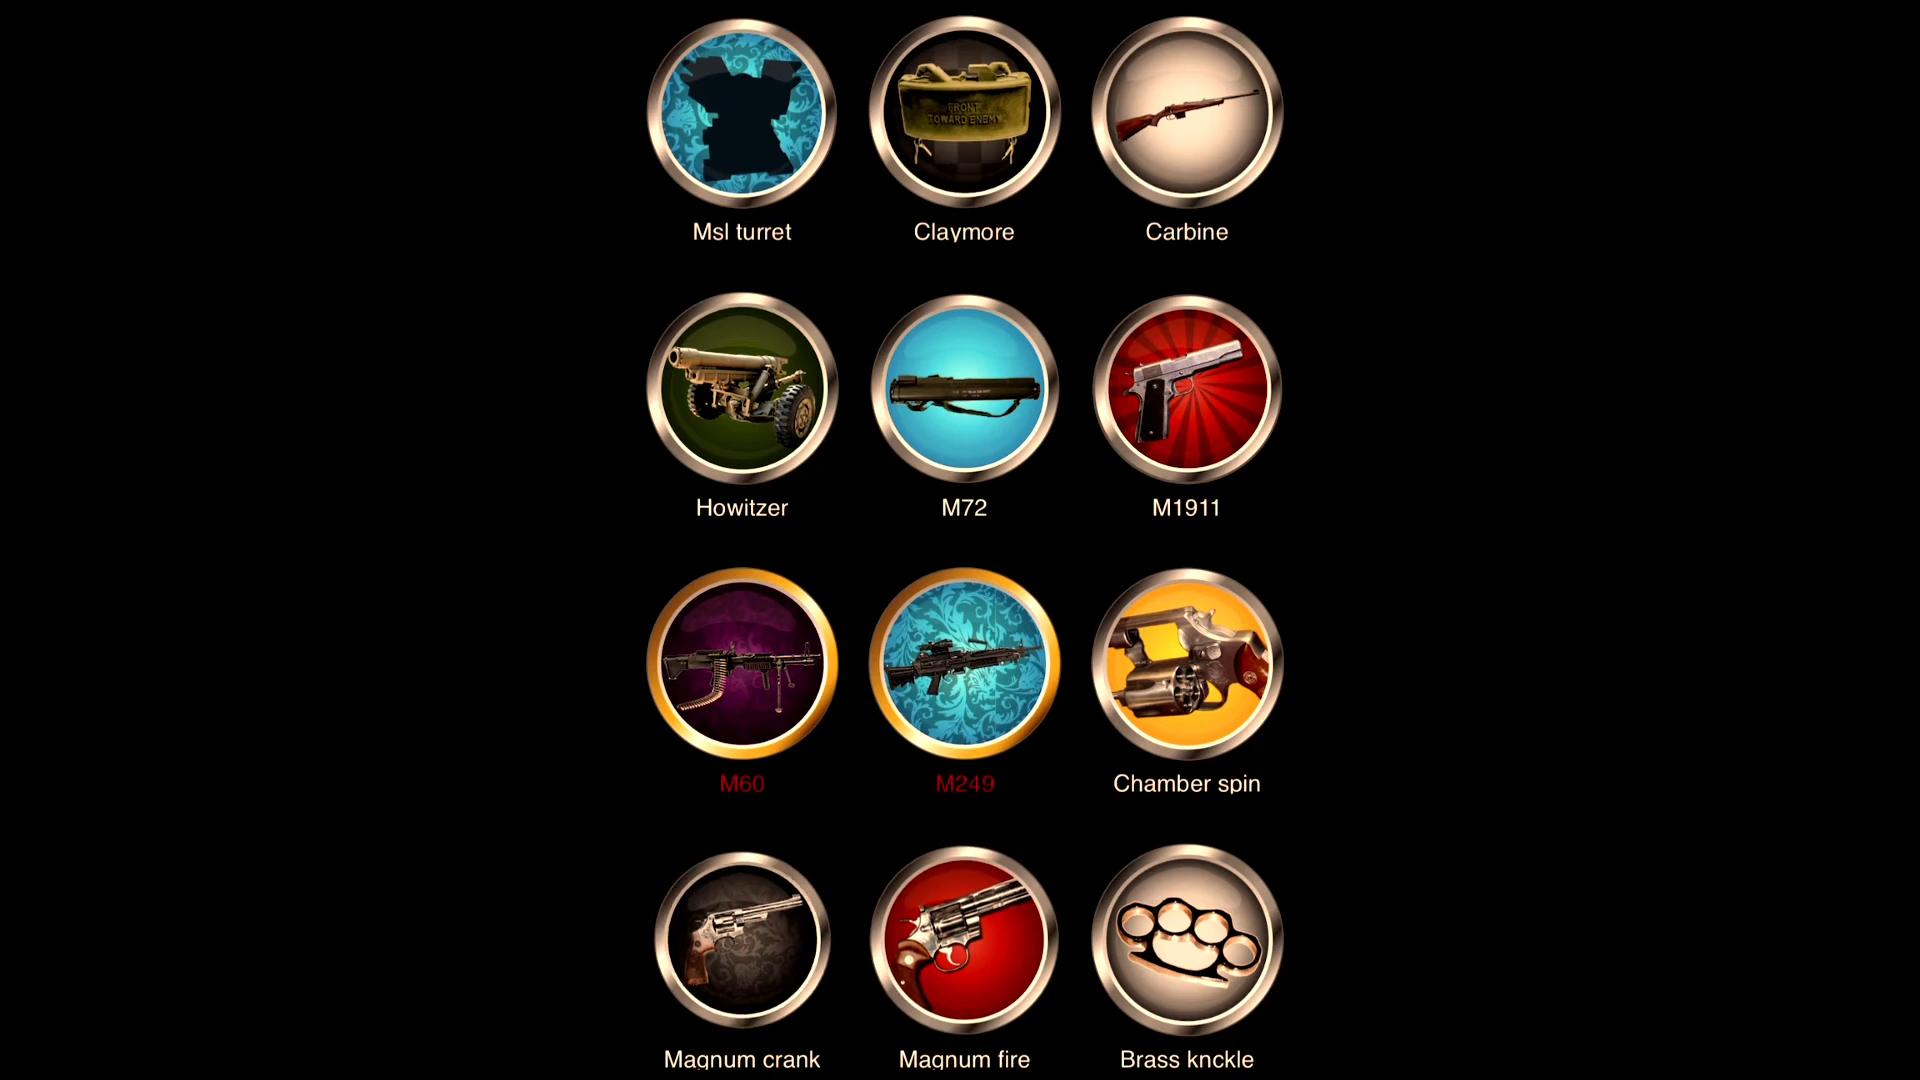 FRONT
TOWARD ENEMY
Msl turret
Claymore
Carbine
Howitzer
M72
M1911
M60
M249
Chamber spin
Magnum crank
Magnum fire
Brass knckle